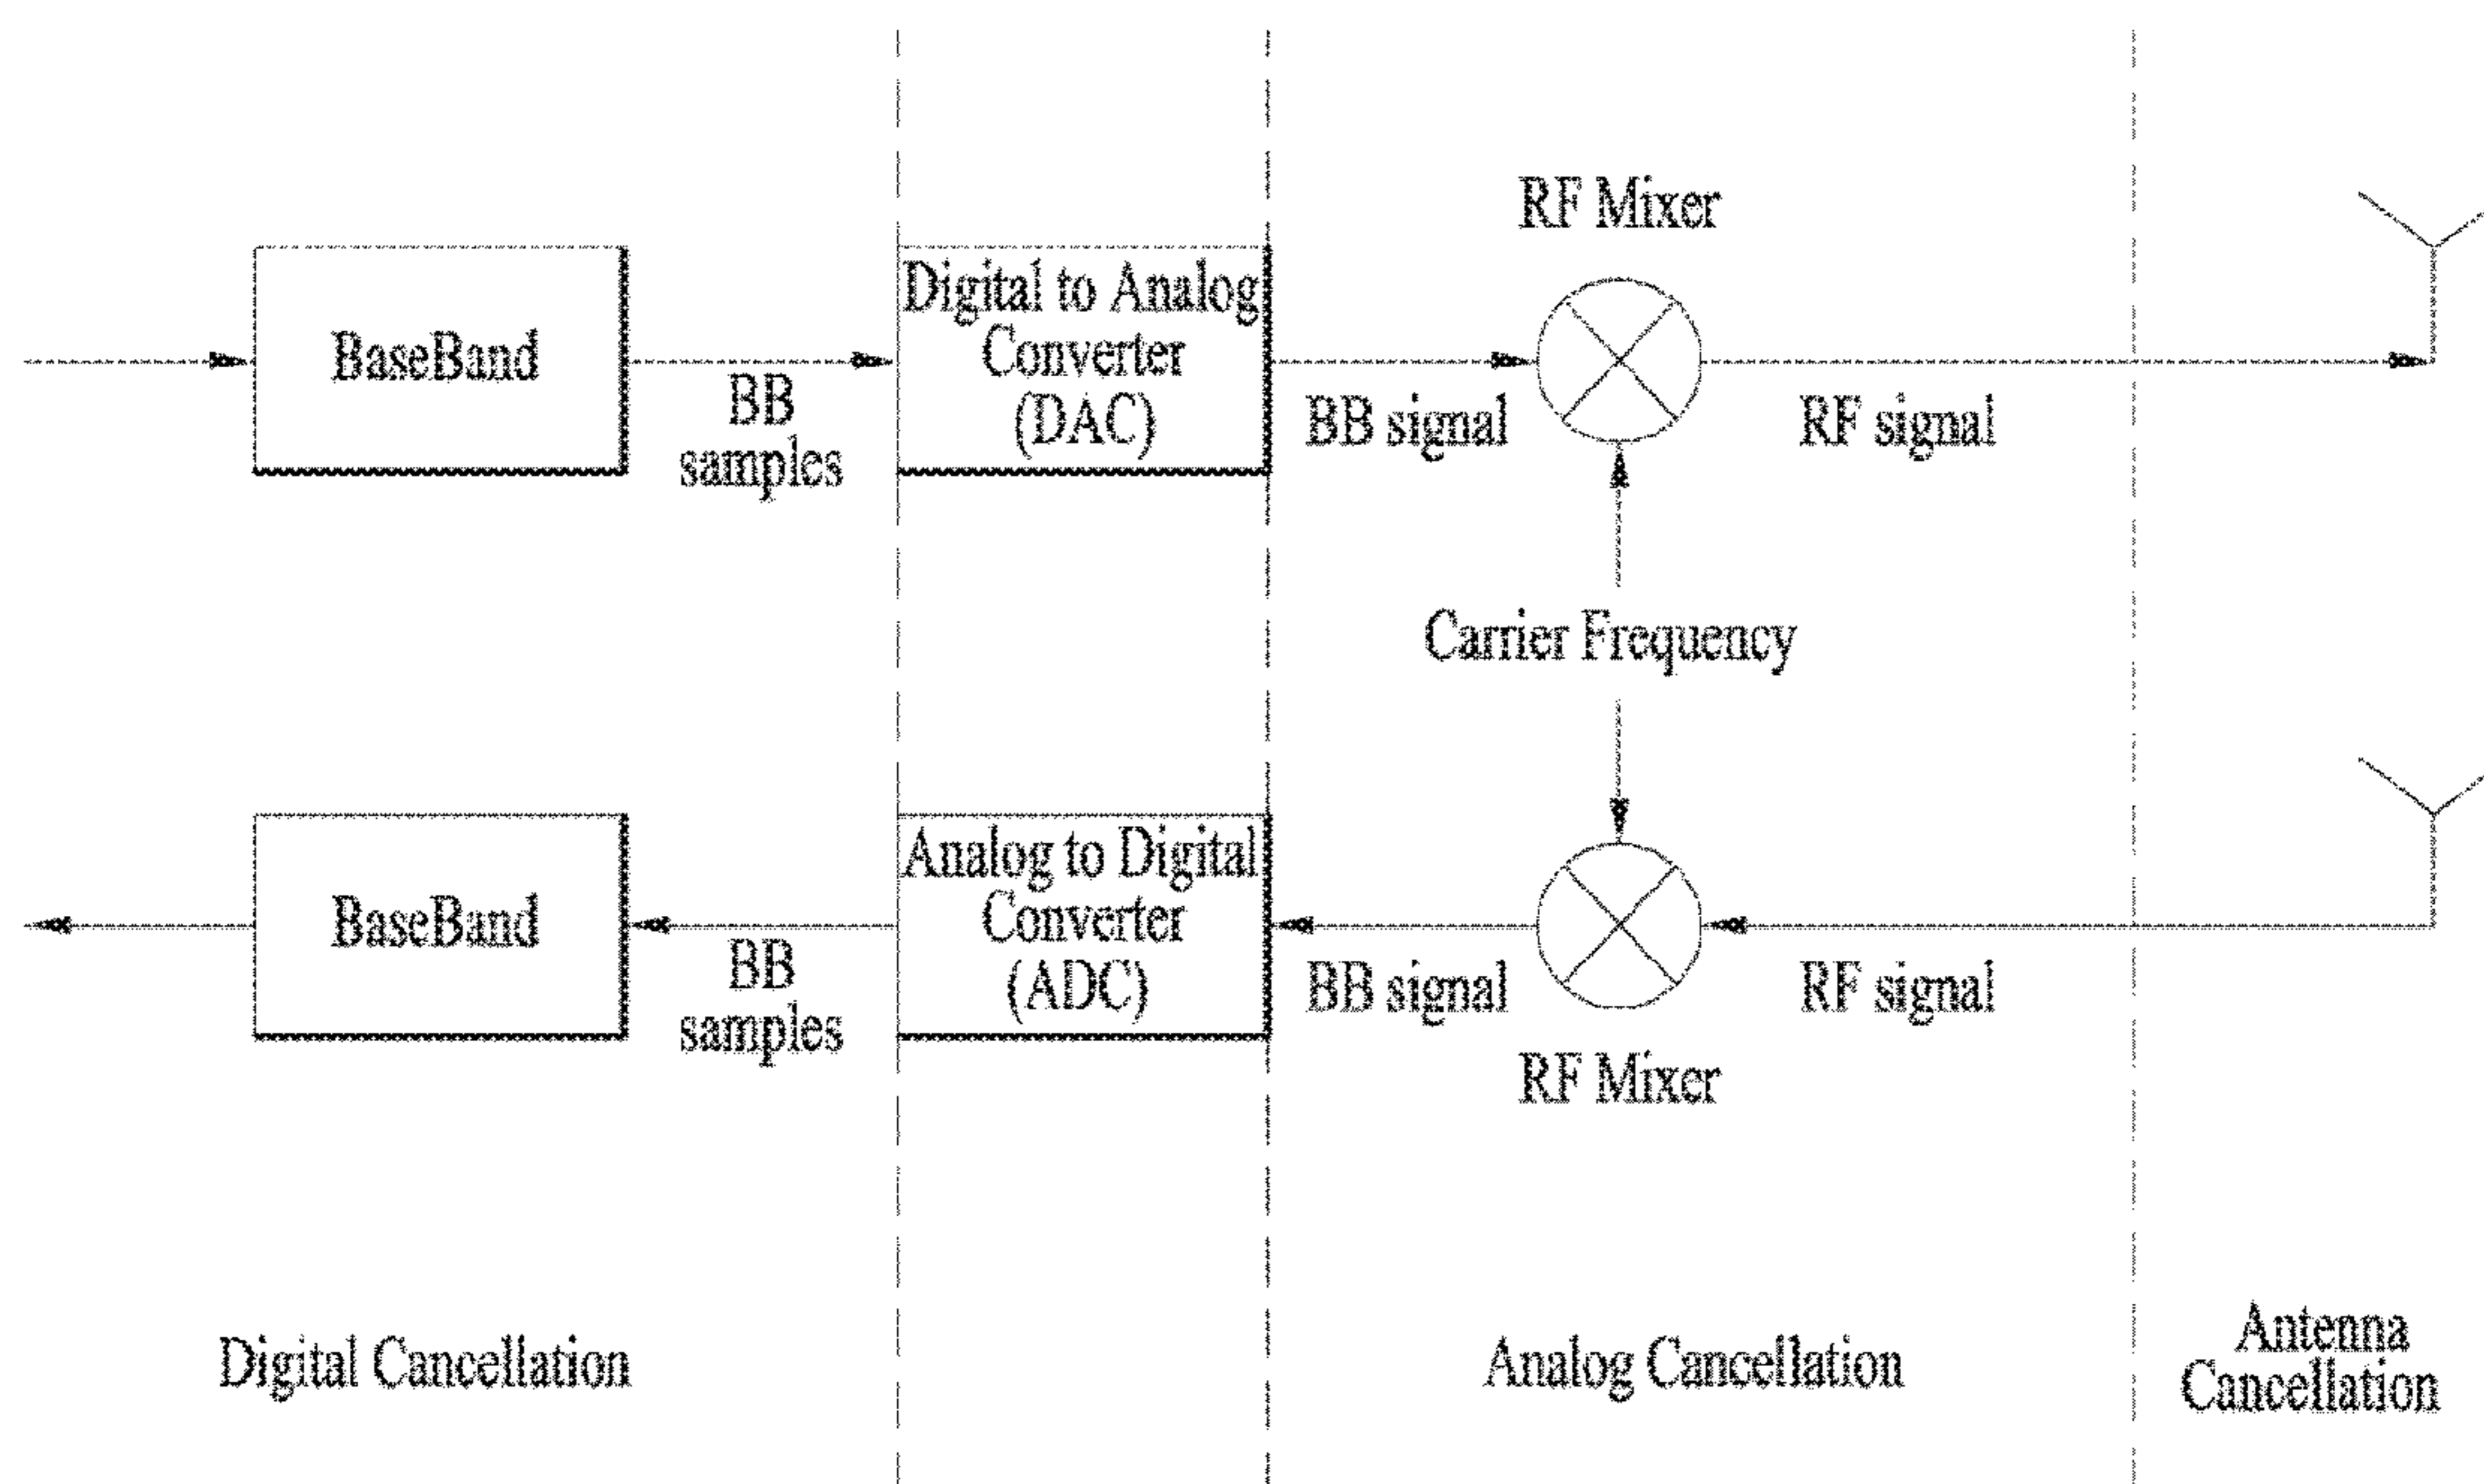 RF Mixer
BaseBand
BB
samples
Digital to Analog
Converter
(DAC)
BB signal
RF signal
Carrier Frequency
BaseBand
BB
samples
Analog to Digital
Converter
(ADC)
BB signal
RF signal
RF Mixer
Digital Cancellation
Analog Cancellation
Antenna
Cancellation